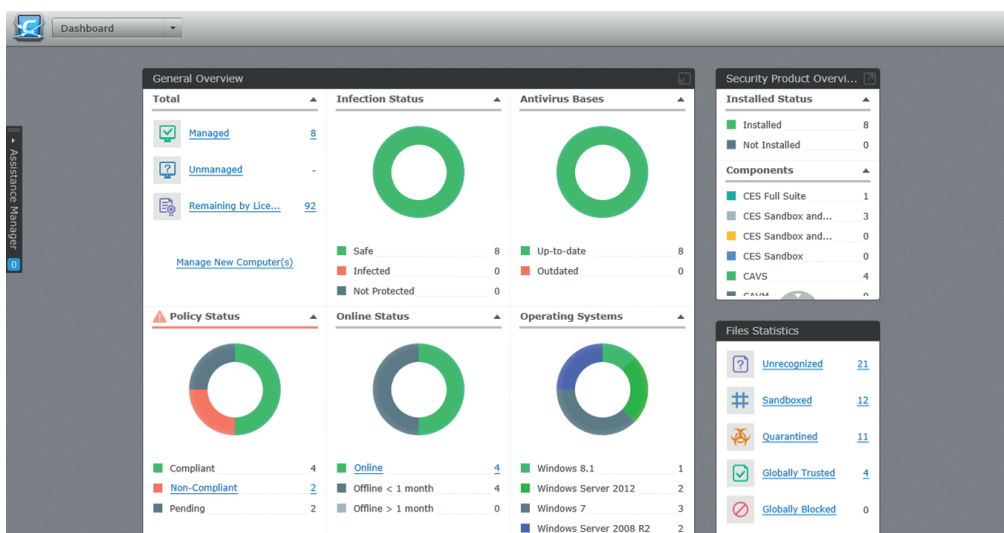 Dashboard
Assistance Manager
0
General Overview
Total
Managed 8
Unmanaged -
Remaining by Lice... 92
Manage New Computer(s)
Infection Status
Safe 8
Infected 0
Not Protected 0
Antivirus Bases
Up-to-date 8
Outdated 0
Policy Status
Compliant 4
Non-Compliant 2
Pending 2
Online Status
Online 4
Offline < 1 month 4
Offline > 1 month 0
Operating Systems
Windows 8.1 1
Windows Server 2012 2
Windows 7 3
Windows Server 2008 R2 2
Security Product Overvi...
Installed Status
Installed 8
Not Installed 0
Components
CES Full Suite 1
CES Sandbox and... 3
CES Sandbox and... 0
CES Sandbox 0
CAVS 4
CAVM 0
Files Statistics
Unrecognized 21
Sandboxed 12
Quarantined 11
Globally Trusted 4
Globally Blocked 0